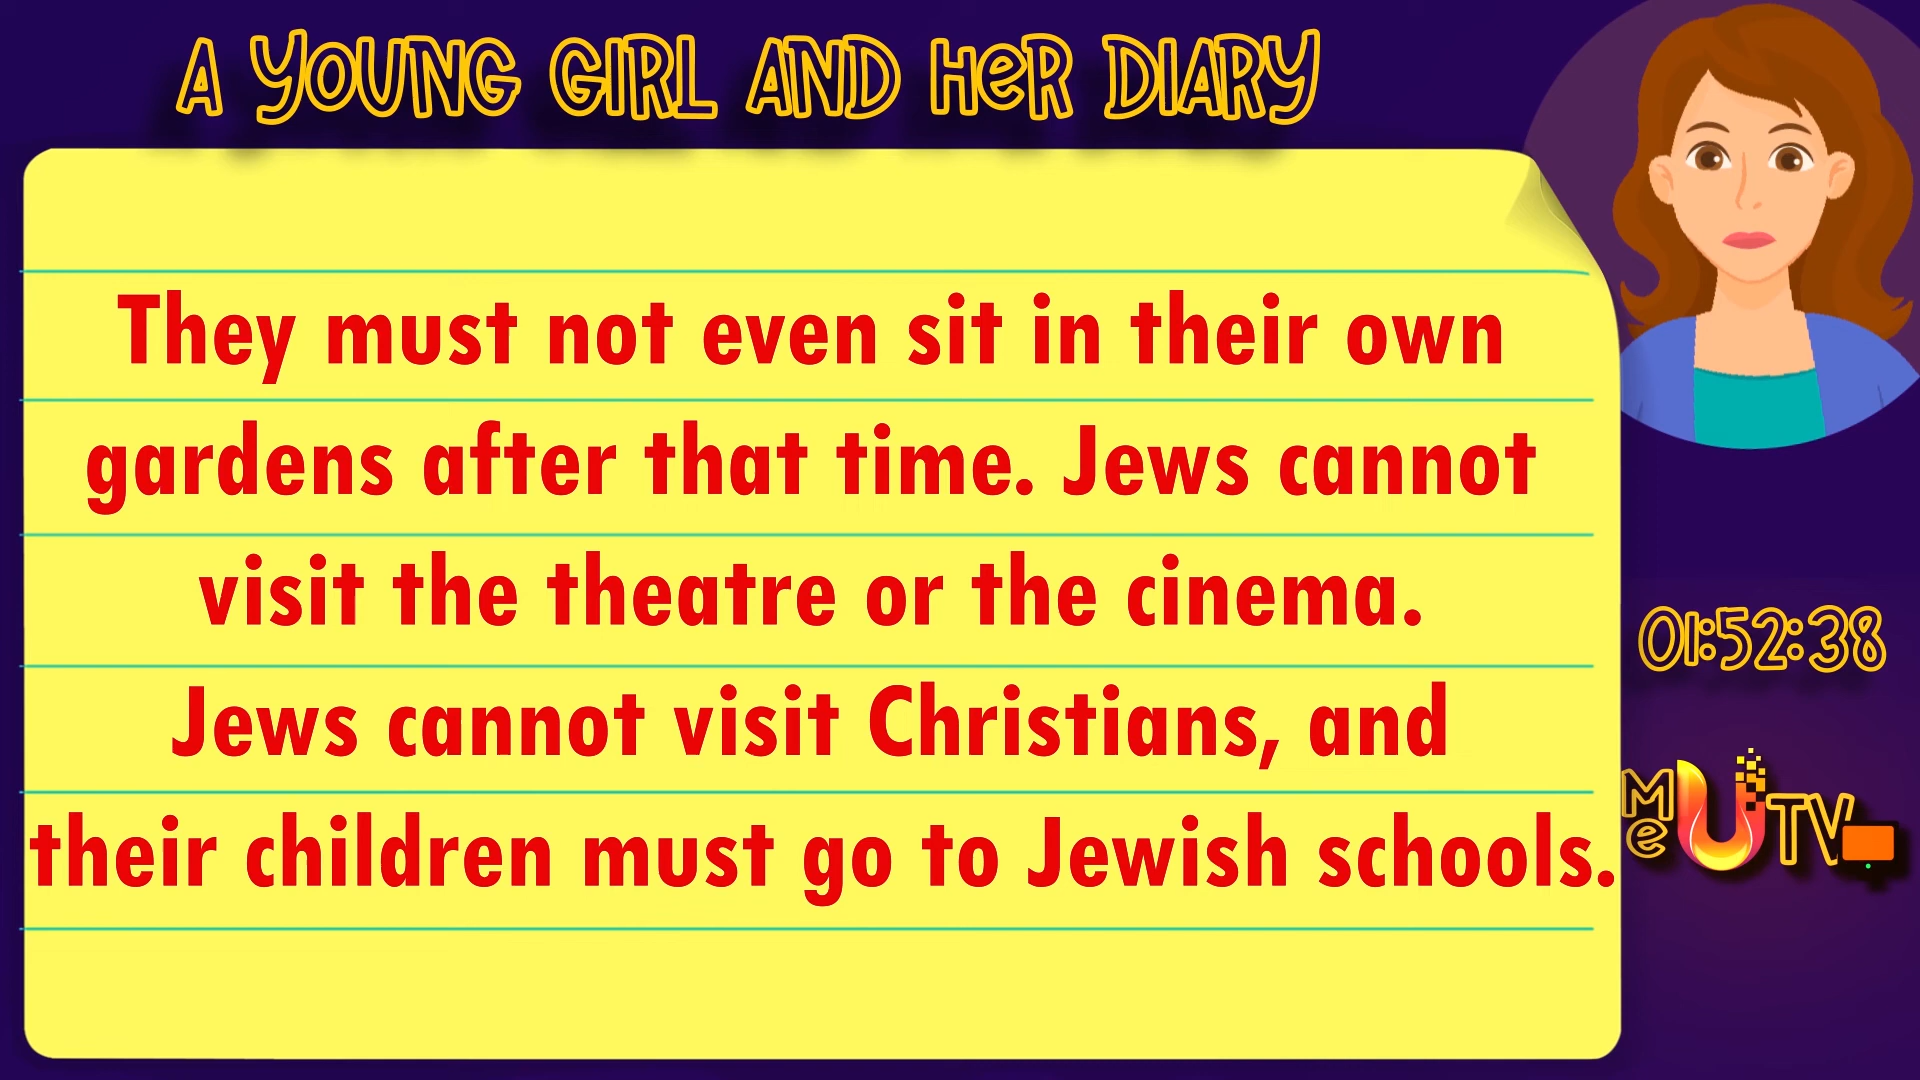 A YOUNG GIRL AND HeR DIARY
They must not even sit in their own
gardens after that time. Jews cannot
visit the theatre or the cinema.
Jews cannot visit Christians, and
their children must go to Jewish schools.
01:52:38
Me U TV